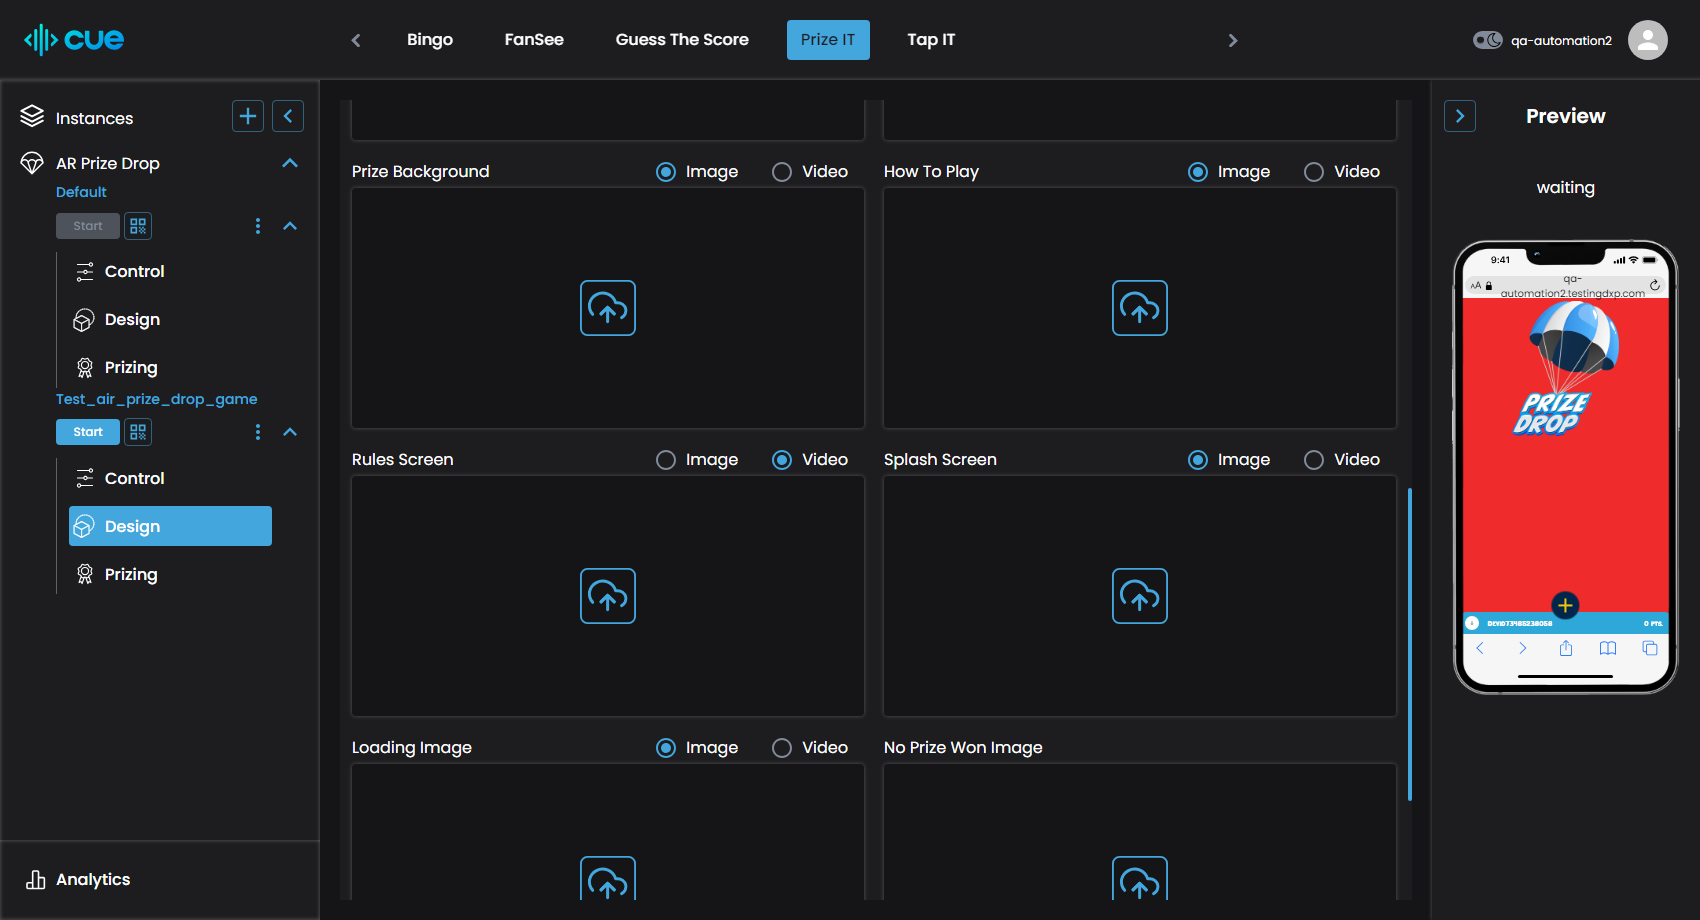 cue
Bingo
FanSee
Guess The Score
Prize IT
Tap IT
qa-automation2
Instances
AR Prize Drop
Default
Start
Control
Design
Prizing
Test_air_prize_drop_game
Start
Control
Design
Prizing
Analytics
Prize Background
Image
Video
How To Play
Image
Video
Rules Screen
Image
Video
Splash Screen
Image
Video
Loading Image
Image
Video
No Prize Won Image
Preview
waiting
9:41
AA
qa-
automation2.testingdxp.com
PRIZE
DROP
0 PTS.